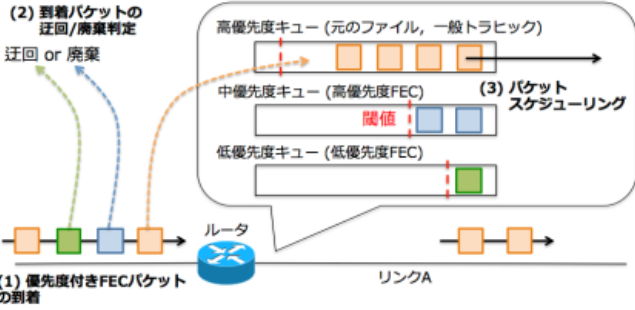 (2) 到着パケットの
迂回/廃棄判定
迂回 or 廃棄
高優先度キュー (元のファイル，一般トラヒック)
(3) パケット
スケジューリング
中優先度キュー (高優先度FEC)
閾値
低優先度キュー (低優先度FEC)
ルータ
リンクA
(1) 優先度付きFECパケット
の到着